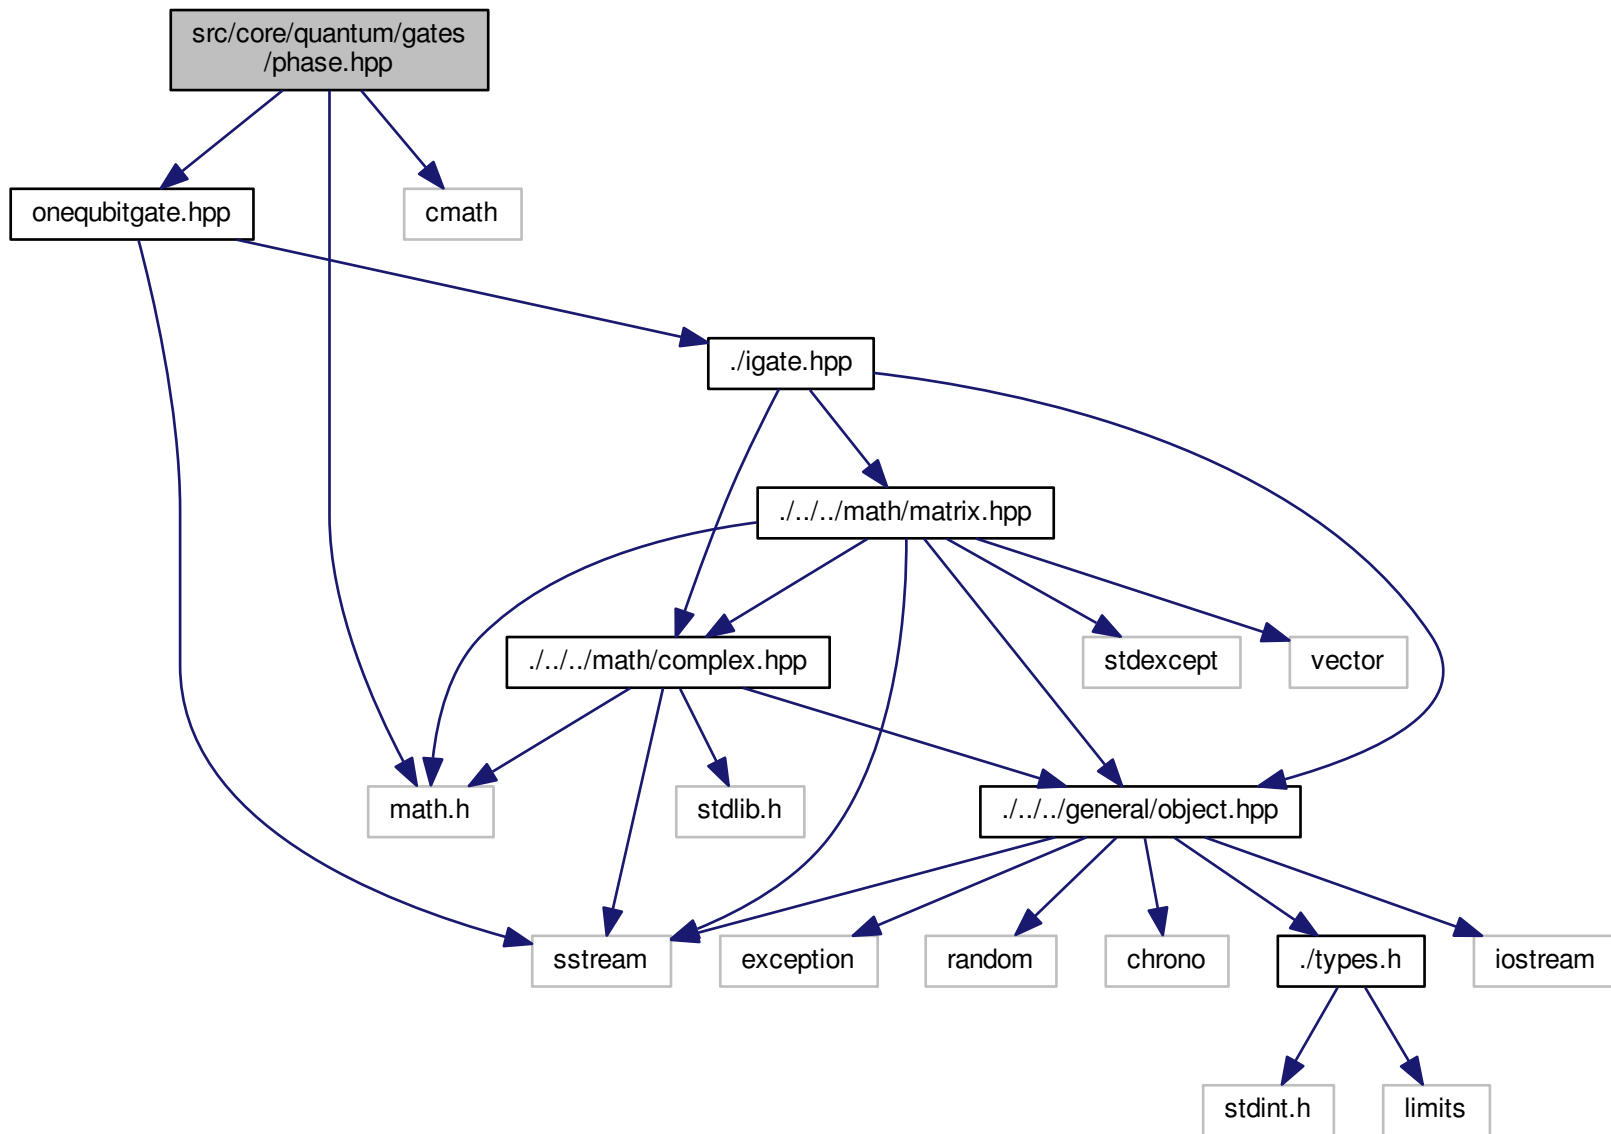 src/core/quantum/gates
/phase.hpp
onequbitgate.hpp
cmath
./igate.hpp
./../../math/matrix.hpp
./../../math/complex.hpp
stdexcept
vector
math.h
stdlib.h
./../../general/object.hpp
sstream
exception
random
chrono
./types.h
iostream
stdint.h
limits